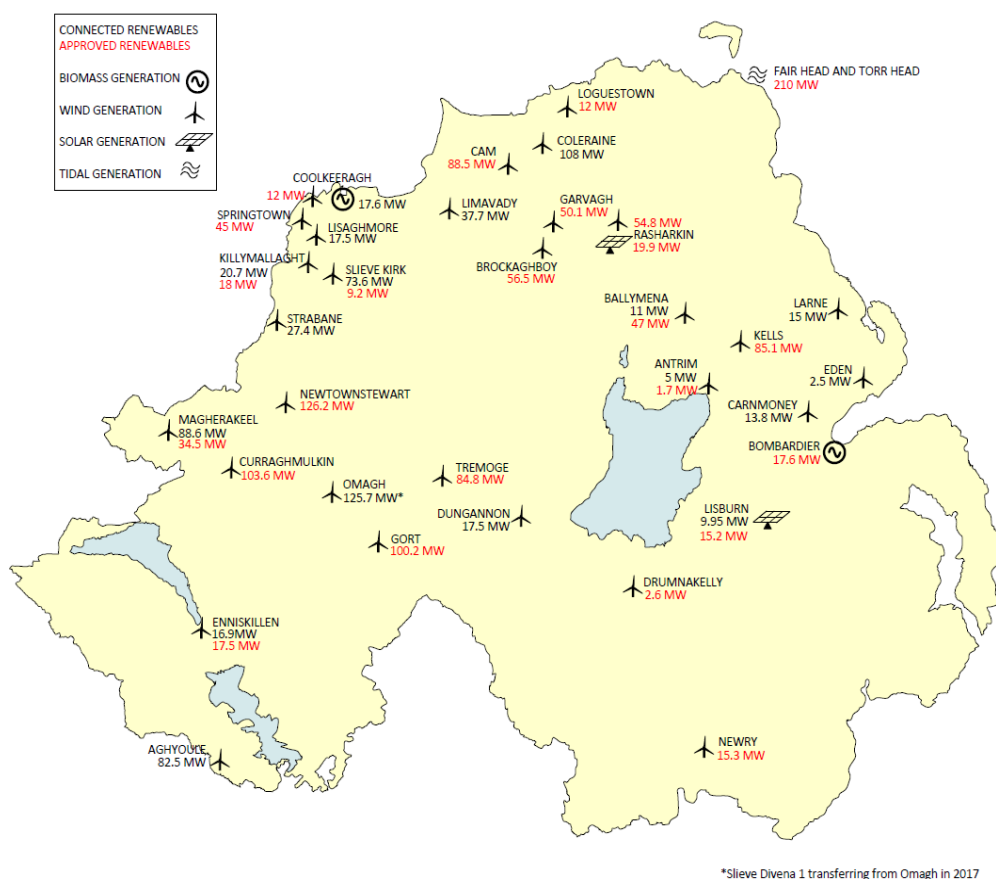 CONNECTED RENEWABLES
APPROVED RENEWABLES
BIOMASS GENERATION
WIND GENERATION
SOLAR GENERATION
TIDAL GENERATION
FAIR HEAD AND TORR HEAD
210 MW
LOGUESTOWN
12 MW
COLERAINE
108 MW
CAM
88.5 MW
COOLKEERAGH
12 MW
17.6 MW
SPRINGTOWN
45 MW
LISAGHMORE
17.5 MW
LIMAVADY
37.7 MW
GARVAGH
50.1 MW
54.8 MW
RASHARKIN
19.9 MW
KILLYMALLAGHT
20.7 MW
18 MW
SLIEVE KIRK
73.6 MW
9.2 MW
BROCKAGHBOY
56.5 MW
STRABANE
27.4 MW
BALLYMENA
11 MW
47 MW
LARNE
15 MW
KELLS
85.1 MW
ANTRIM
5 MW
1.7 MW
EDEN
2.5 MW
NEWTOWNSTEWART
126.2 MW
CARNMONEY
13.8 MW
MAGHERAKEEL
88.6 MW
34.5 MW
BOMBARDIER
17.6 MW
CURRAGHMULKIN
103.6 MW
OMAGH
125.7 MW*
TREMOGE
84.8 MW
DUNGANNON
17.5 MW
LISBURN
9.95 MW
15.2 MW
GORT
100.2 MW
DRUMNAKELLY
2.6 MW
ENNISKILLEN
16.9MW
17.5 MW
AGHYOULE
82.5 MW
NEWRY
15.3 MW
*Slieve Divena 1 transferring from Omagh in 2017